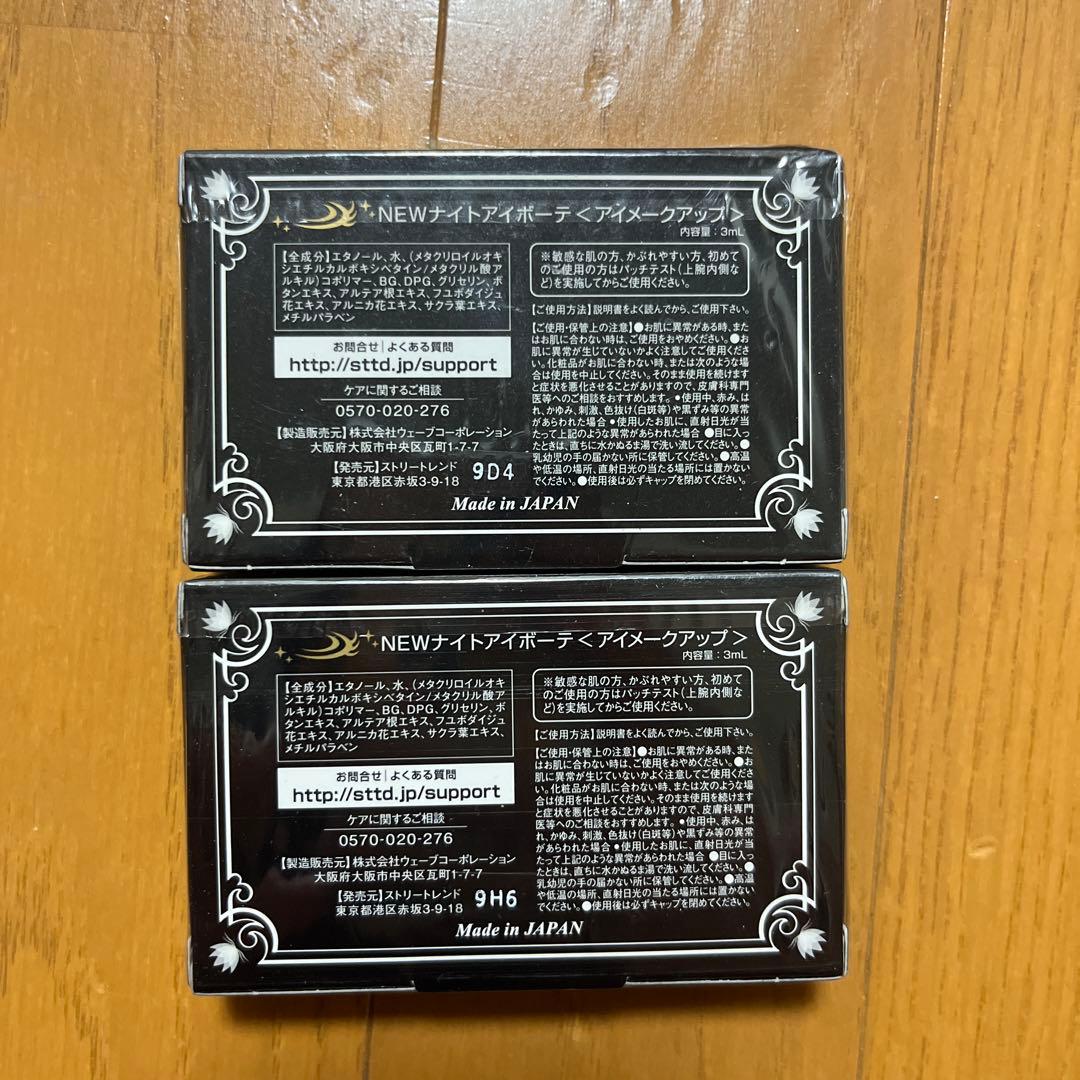 NEWナイトアイボーテ<アイメークアップ>
内容量:3mL
【全成分】エタノール、水、(メタクリロイルオキ
シエチルカルボキシベタイン/メタクリル酸ア
ルキル)コポリマー、BG、DPG、グリセリン、ボ
タンエキス、アルテア根エキス、フユボダイジュ
花エキス、アルニカ花エキス、サクラ葉エキス、
メチルパラベン
お問合せ|よくある質問
http://sttd.jp/support
ケアに関するご相談
0570-020-276
【製造販売元】株式会社ウェーブコーポレーション
大阪府大阪市中央区瓦町1-7-7
【発売元】ストリートレンド
東京都港区赤坂3-9-18
9D4
※敏感な肌の方、かぶれやすい方、初めて
のご使用の方はパッチテスト(上腕内側な
ど)を実施してからご使用ください。
【ご使用方法】説明書をよく読んでから、ご使用下さい。
【ご使用・保管上の注意】●お肌に異常がある時、また
はお肌に合わない時は、ご使用をおやめください。●お
肌に異常が生じていないかよく注意してご使用くださ
い。化粧品がお肌に合わない時、または次のような場
合は使用を中止してください。そのまま使用を続けます
と症状を悪化させることがありますので、皮膚科専門
医等へのご相談をおすすめします。●使用中、赤み、は
れ、かゆみ、刺激、色抜け(白斑等)や黒ずみ等の異常
があらわれた場合 ●使用したお肌に、直射日光が当
たって上記のような異常があらわれた場合 ●目に入っ
たときは、直ちに水かぬるま湯で洗い流してください。●
乳幼児の手の届かない所に保管してください。●高温
や低温の場所、直射日光の当たる場所には置かない
でください。●使用後は必ずキャップを閉めてください。
Made in JAPAN
NEWナイトアイボーテ<アイメークアップ>
内容量:3mL
【全成分】エタノール、水、(メタクリロイルオキ
シエチルカルボキシベタイン/メタクリル酸ア
ルキル)コポリマー、BG、DPG、グリセリン、ボ
タンエキス、アルテア根エキス、フユボダイジュ
花エキス、アルニカ花エキス、サクラ葉エキス、
メチルパラベン
お問合せ|よくある質問
http://sttd.jp/support
ケアに関するご相談
0570-020-276
【製造販売元】株式会社ウェーブコーポレーション
大阪府大阪市中央区瓦町1-7-7
【発売元】ストリートレンド
東京都港区赤坂3-9-18
9H6
※敏感な肌の方、かぶれやすい方、初めて
のご使用の方はパッチテスト(上腕内側な
ど)を実施してからご使用ください。
【ご使用方法】説明書をよく読んでから、ご使用下さい。
【ご使用・保管上の注意】●お肌に異常がある時、また
はお肌に合わない時は、ご使用をおやめください。●お
肌に異常が生じていないかよく注意してご使用くださ
い。化粧品がお肌に合わない時、または次のような場
合は使用を中止してください。そのまま使用を続けます
と症状を悪化させることがありますので、皮膚科専門
医等へのご相談をおすすめします。●使用中、赤み、は
れ、かゆみ、刺激、色抜け(白斑等)や黒ずみ等の異常
があらわれた場合 ●使用したお肌に、直射日光が当
たって上記のような異常があらわれた場合 ●目に入っ
たときは、直ちに水かぬるま湯で洗い流してください。●
乳幼児の手の届かない所に保管してください。●高温
や低温の場所、直射日光の当たる場所には置かない
でください。●使用後は必ずキャップを閉めてください。
Made in JAPAN